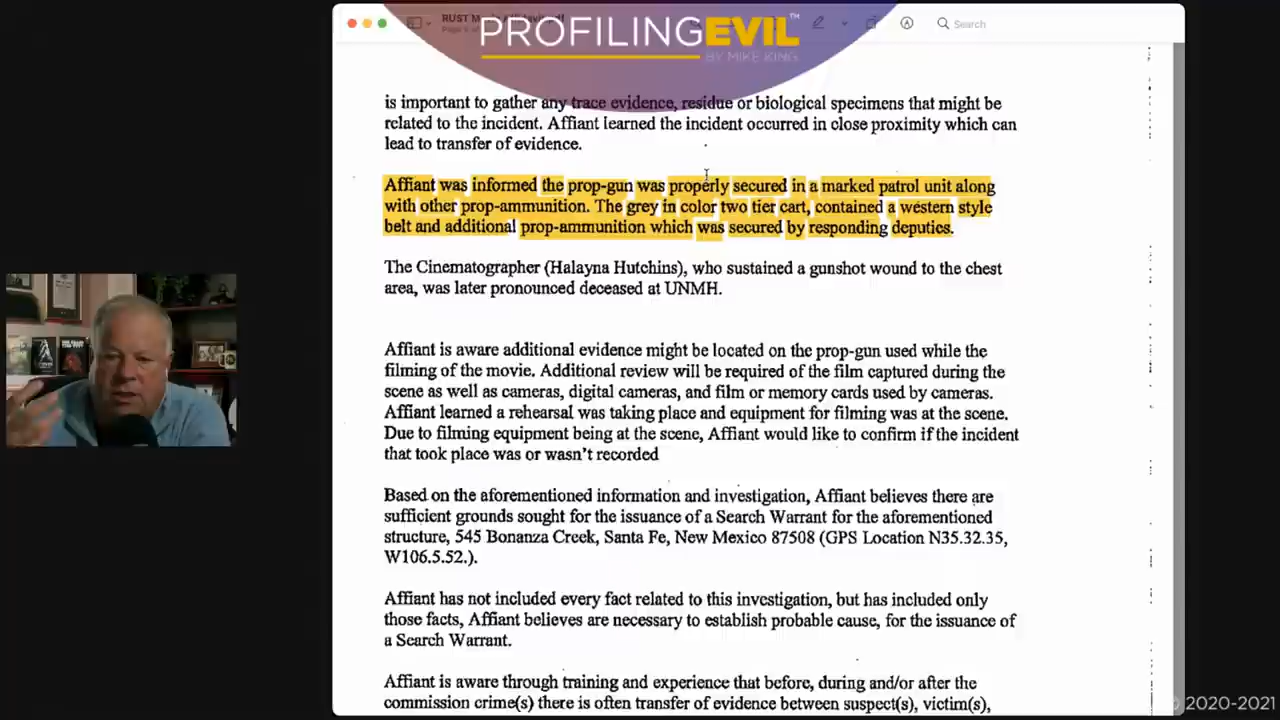 PROFILINGEVIL™
BY MIKE KING
RUST
Search
is important to gather any trace evidence, residue or biological specimens that might be
related to the incident. Affiant learned the incident occurred in close proximity which can
lead to transfer of evidence.
Affiant was informed the prop-gun was properly secured in a marked patrol unit along
with other prop-ammunition. The grey in color two tier cart, contained a western style
belt and additional prop-ammunition which was secured by responding deputies.
The Cinematographer (Halayna Hutchins), who sustained a gunshot wound to the chest
area, was later pronounced deceased at UNMH.
Affiant is aware additional evidence might be located on the prop-gun used while the
filming of the movie. Additional review will be required of the film captured during the
scene as well as cameras, digital cameras, and film or memory cards used by cameras.
Affiant learned a rehearsal was taking place and equipment for filming was at the scene.
Due to filming equipment being at the scene, Affiant would like to confirm if the incident
that took place was or wasn't recorded
Based on the aforementioned information and investigation, Affiant believes there are
sufficient grounds sought for the issuance of a Search Warrant for the aforementioned
structure, 545 Bonanza Creek, Santa Fe, New Mexico 87508 (GPS Location N35.32.35,
W106.5.52.).
Affiant has not included every fact related to this investigation, but has included only
those facts, Affiant believes are necessary to establish probable cause, for the issuance of
a Search Warrant.
Affiant is aware through training and experience that before, during and/or after the
commission crime(s) there is often transfer of evidence between suspect(s), victim(s),
© 2020-2021